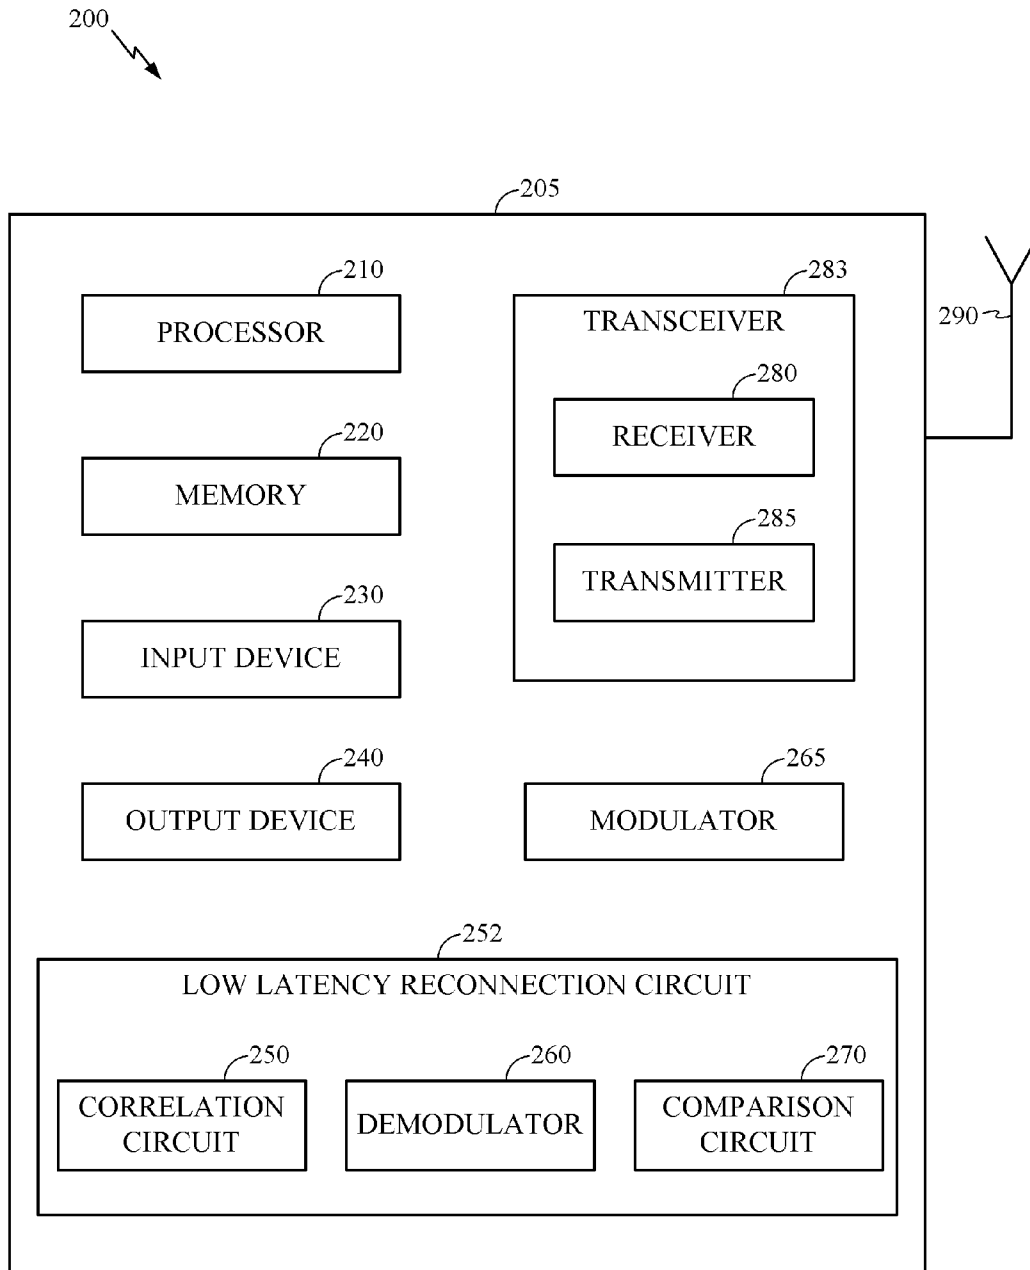 200
205
210
PROCESSOR
283
TRANSCEIVER
290
280
RECEIVER
220
MEMORY
285
TRANSMITTER
230
INPUT DEVICE
240
OUTPUT DEVICE
265
MODULATOR
252
LOW LATENCY RECONNECTION CIRCUIT
250
CORRELATION
CIRCUIT
260
DEMODULATOR
270
COMPARISON
CIRCUIT